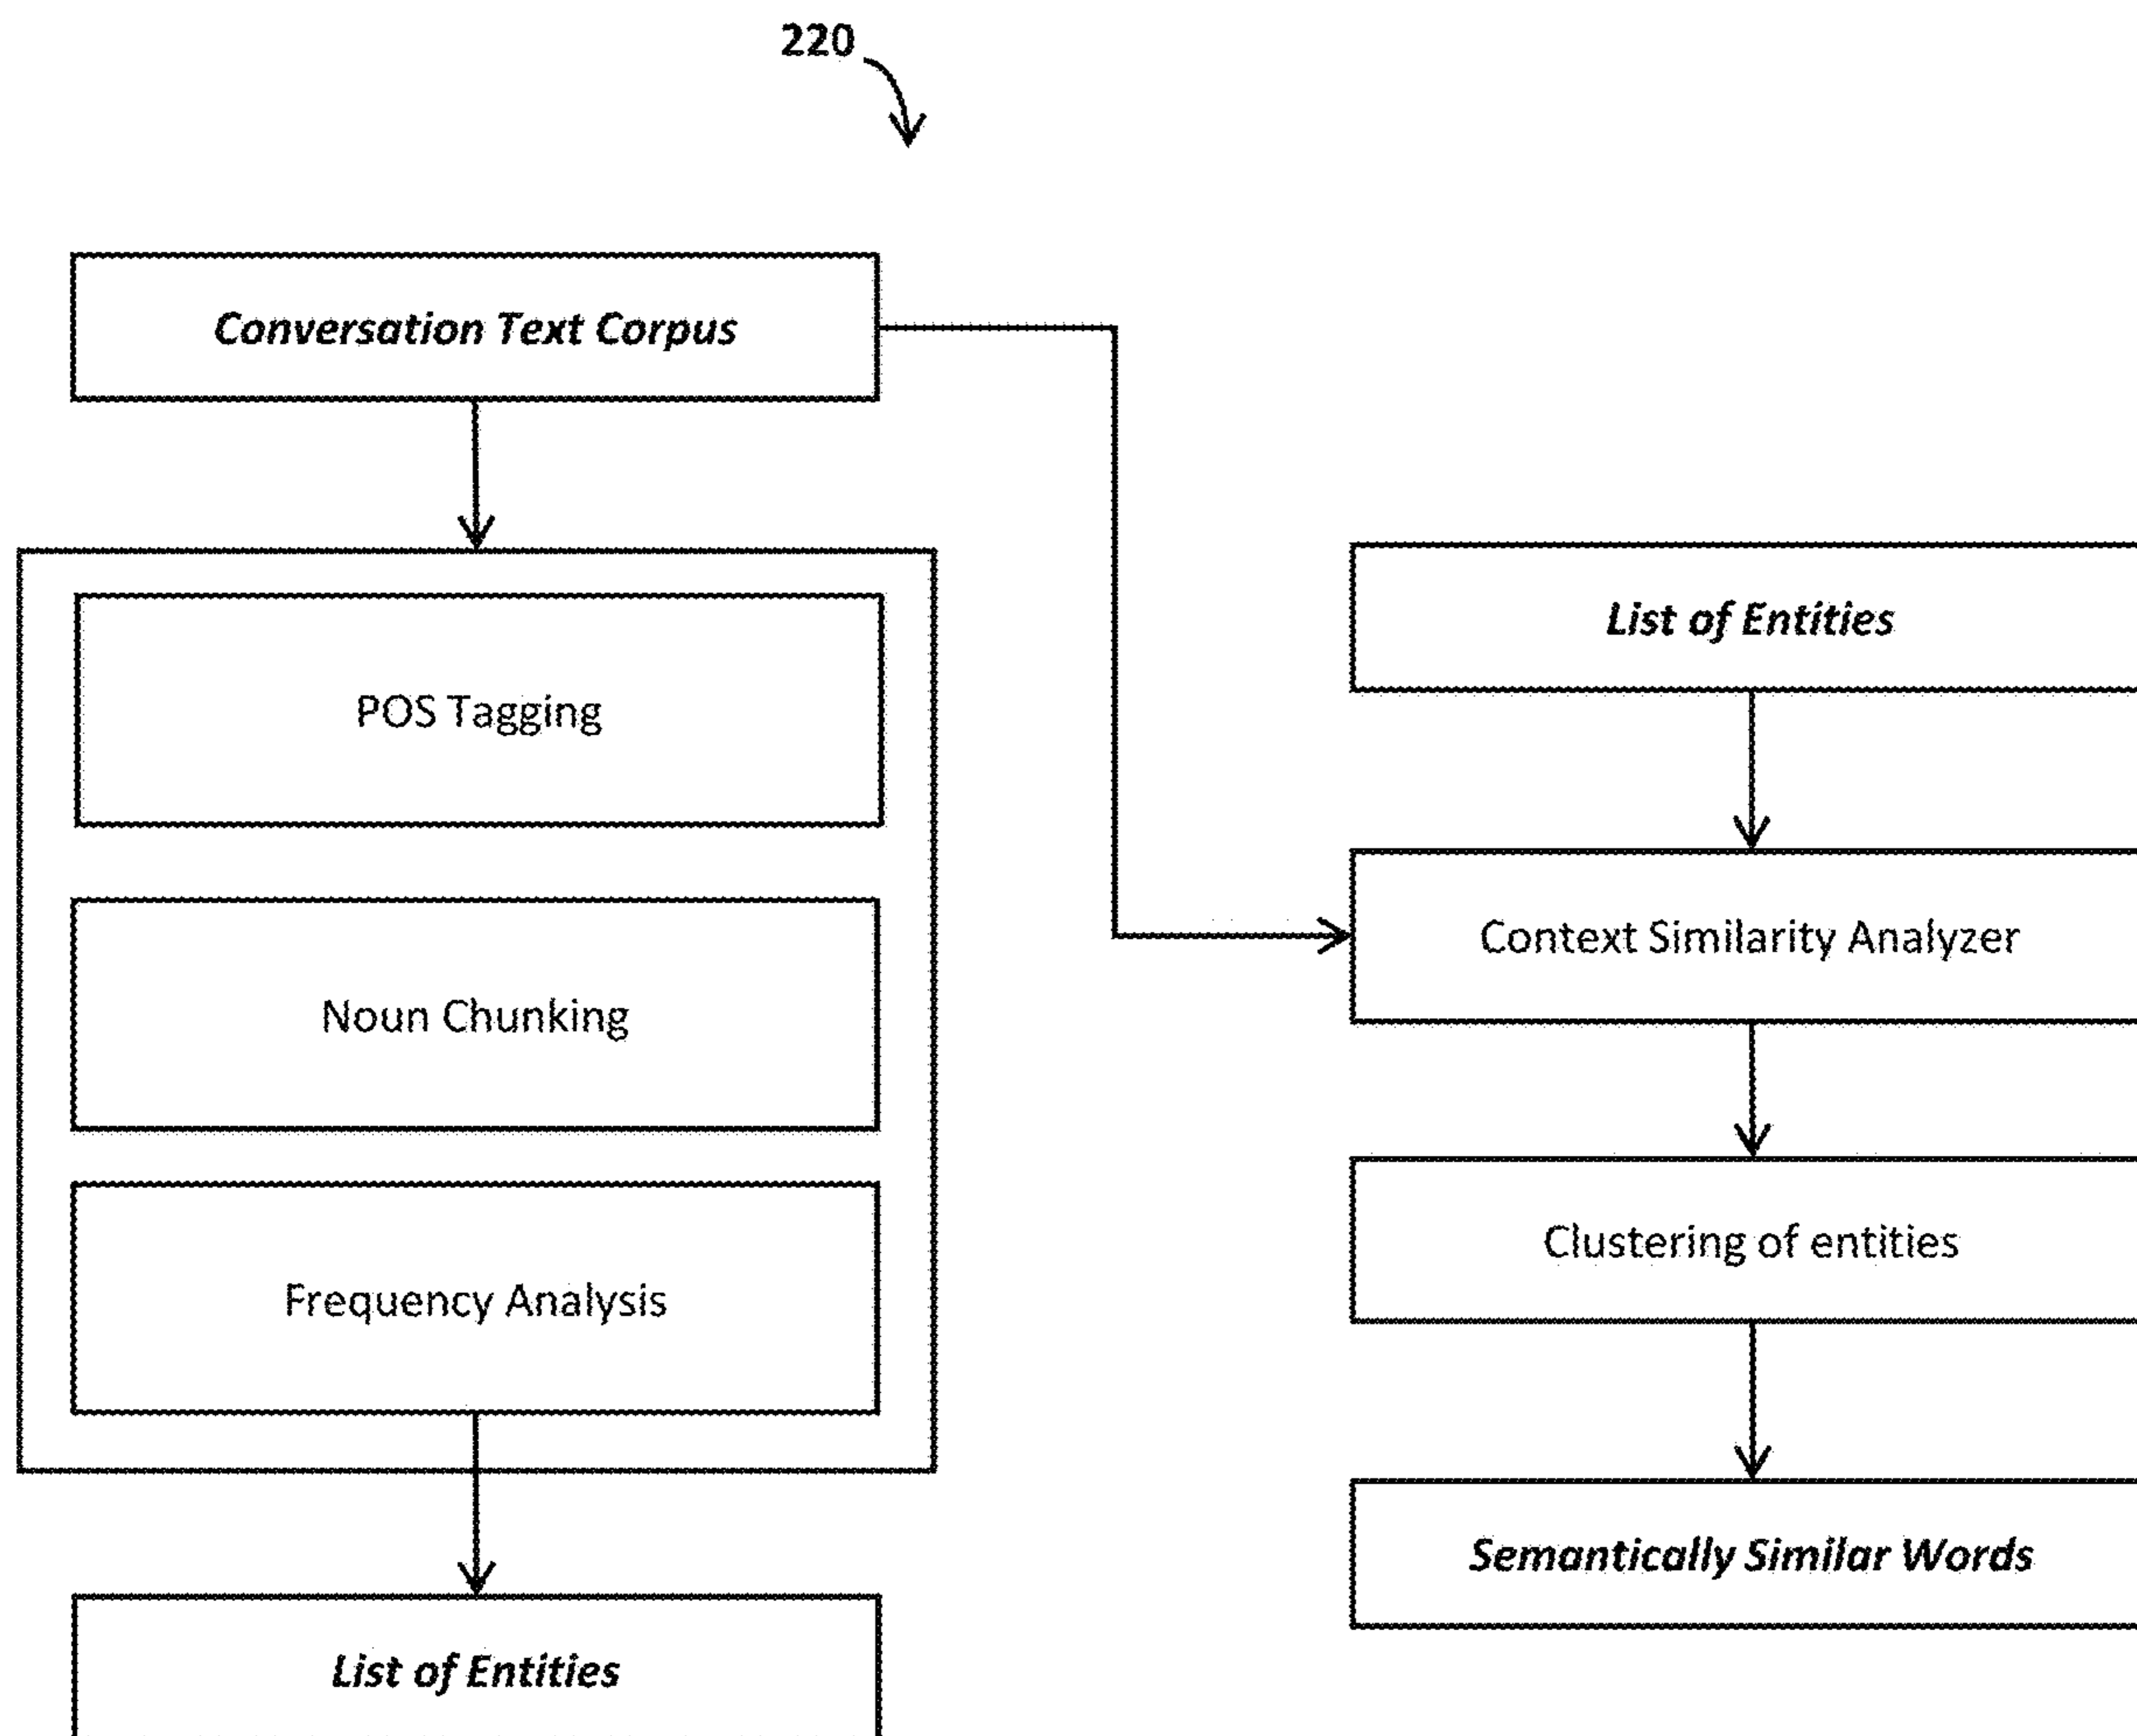 220
Conversation Text Corpus
POS Tagging
Noun Chunking
Frequency Analysis
List of Entities
List of Entities
Context Similarity Analyzer
Clustering of entities
Semantically Similar Words